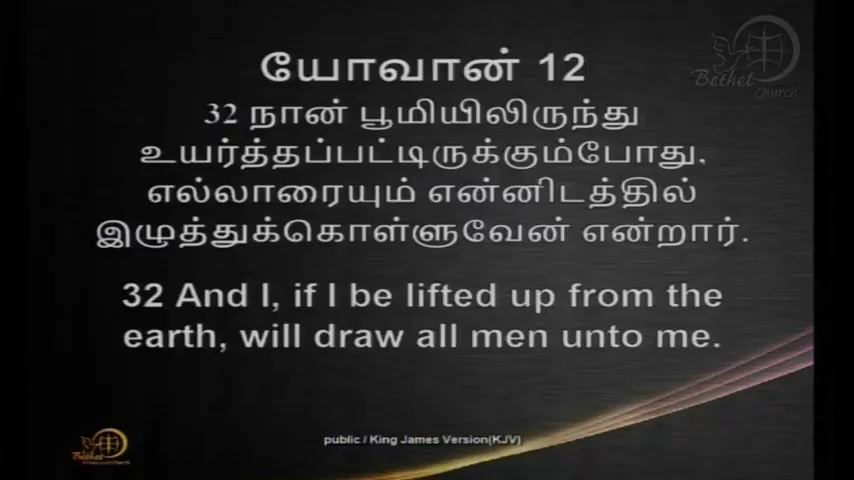 Bethel
Church
யோவான் 12
32 நான் பூமியிலிருந்து
உயர்த்தப்பட்டிருக்கும்போது,
எல்லாரையும் என்னிடத்தில்
இழுத்துக்கொள்ளுவேன் என்றார்.
32 And I, if I be lifted up from the
earth, will draw all men unto me.
Bethel
public / King James Version(KJV)